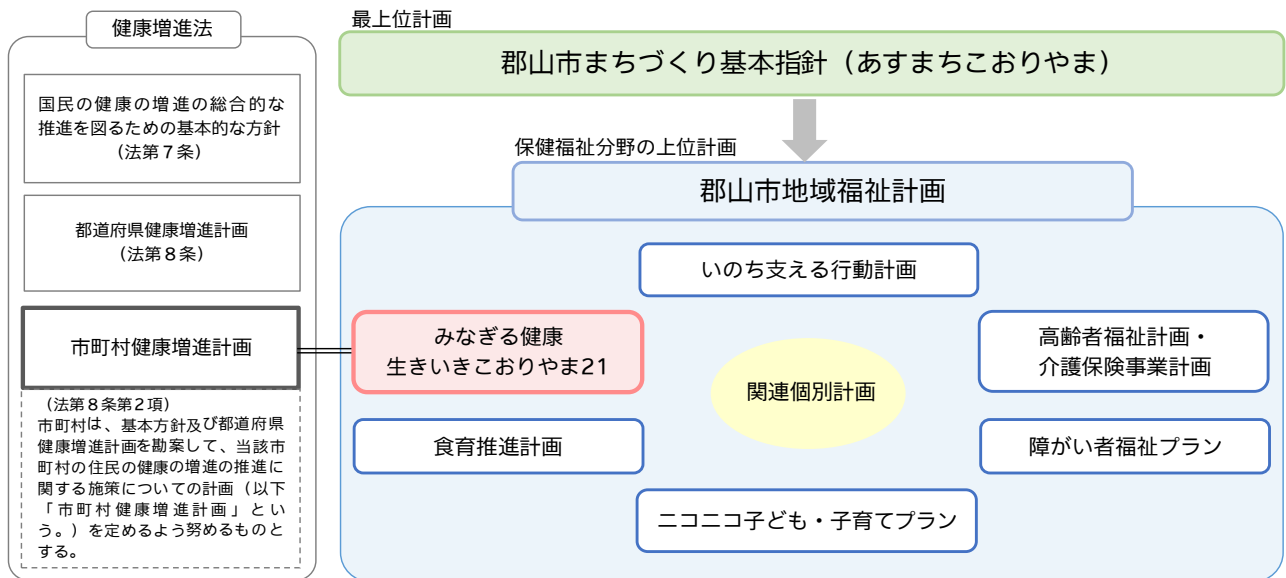 健康増進法
国民の健康の増進の総合的な
推進を図るための基本的な方針
（法第７条）
都道府県健康増進計画
（法第８条）
市町村健康増進計画
（法第８条第２項）
市町村は、基本方針及び都道府県
健康増進計画を勘案して、当該市
町村の住民の健康の増進の推進に
関する施策についての計画（以下
「市町村健康増進計画」とい
う。）を定めるよう努めるものと
する。
最上位計画
郡山市まちづくり基本指針（あすまちこおりやま）
保健福祉分野の上位計画
郡山市地域福祉計画
いのち支える行動計画
みなぎる健康
生きいきこおりやま21
高齢者福祉計画・
介護保険事業計画
関連個別計画
食育推進計画
障がい者福祉プラン
ニコニコ子ども・子育てプラン